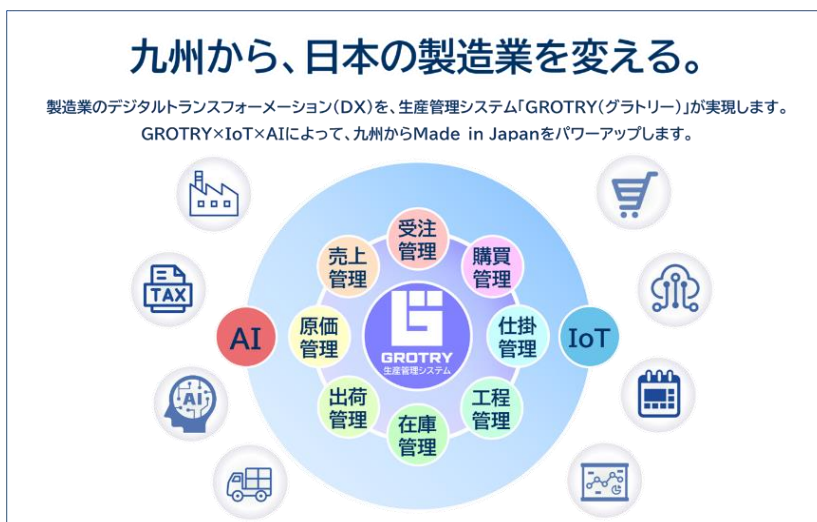 九州から、日本の製造業を変える。
製造業のデジタルトランスフォーメーション(DX)を、生産管理システム「GROTRY(グラトリー)」が実現します。
GROTRY×IoT×AIによって、九州からMade in Japanをパワーアップします。
受注
管理
売上
管理
購買
管理
TAX
AI
原価
管理
GROTRY
生産管理システム
仕掛
管理
IoT
AI
出荷
管理
工程
管理
在庫
管理